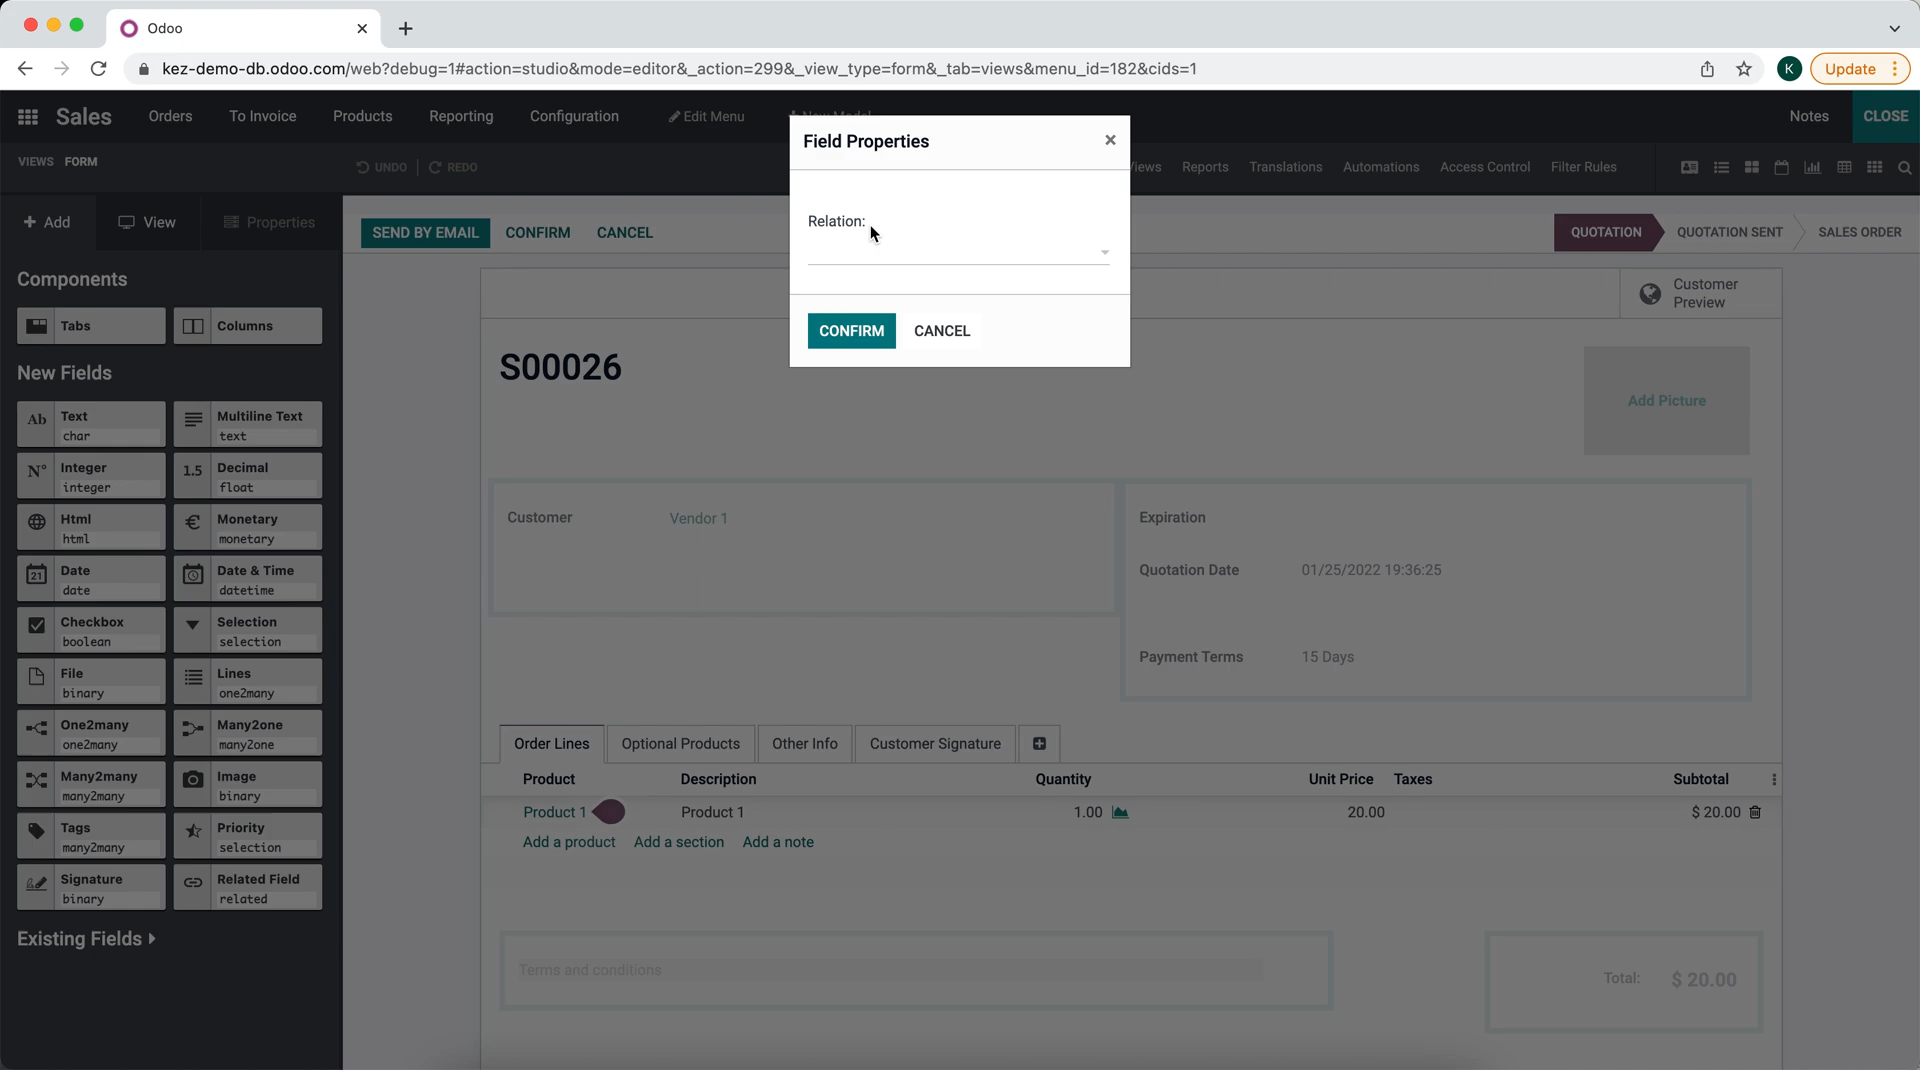 Odoo
kez-demo-db.odoo.com/web?debug=1#action=studio&mode=editor&_action=299&_view_type=form&_tab=views&menu_id=182&cids=1
K
Update
Sales
Orders
To Invoice
Products
Reporting
Configuration
Edit Menu
New Model
Notes
CLOSE
VIEWS FORM
UNDO
REDO
Views
Reports
Translations
Automations
Access Control
Filter Rules
Field Properties
Relation:
CONFIRM
CANCEL
+ Add
View
Properties
SEND BY EMAIL
CONFIRM
CANCEL
QUOTATION
QUOTATION SENT
SALES ORDER
Components
Tabs
Columns
New Fields
Ab Text
char
Multiline Text
text
N° Integer
integer
1.5 Decimal
float
Html
html
€ Monetary
monetary
21 Date
date
Date & Time
datetime
Checkbox
boolean
Selection
selection
File
binary
Lines
one2many
One2many
one2many
Many2one
many2one
Many2many
many2many
Image
binary
Tags
many2many
Priority
selection
Signature
binary
Related Field
related
Existing Fields
Customer
Preview
S00026
Add Picture
Customer
Vendor 1
Expiration
Quotation Date
01/25/2022 19:36:25
Payment Terms
15 Days
Order Lines
Optional Products
Other Info
Customer Signature
Product
Description
Quantity
Unit Price
Taxes
Subtotal
Product 1
Product 1
1.00
20.00
$ 20.00
Add a product
Add a section
Add a note
Terms and conditions
Total:
$ 20.00